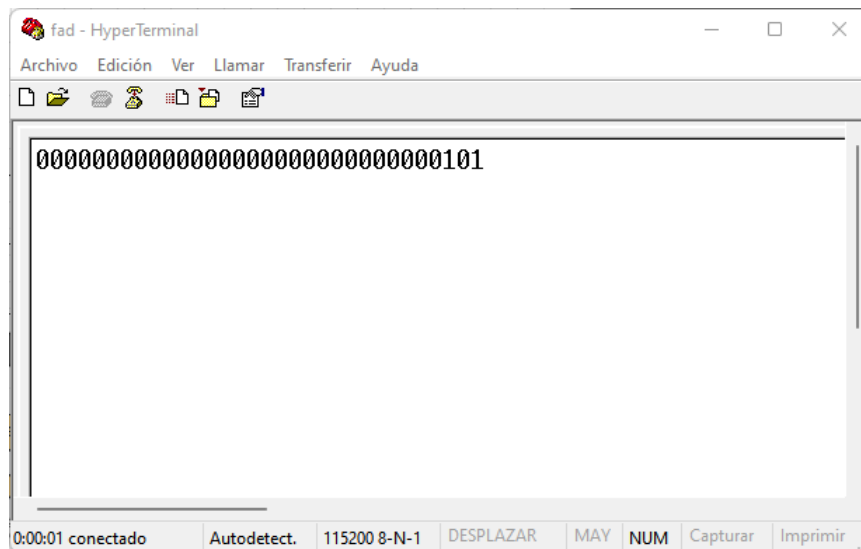 fad - HyperTerminal
Archivo Edición Ver Llamar Transferir Ayuda
00000000000000000000000000000101
0:00:01 conectado Autodetect. 115200 8-N-1 DESPLAZAR MAY NUM Capturar Imprimir